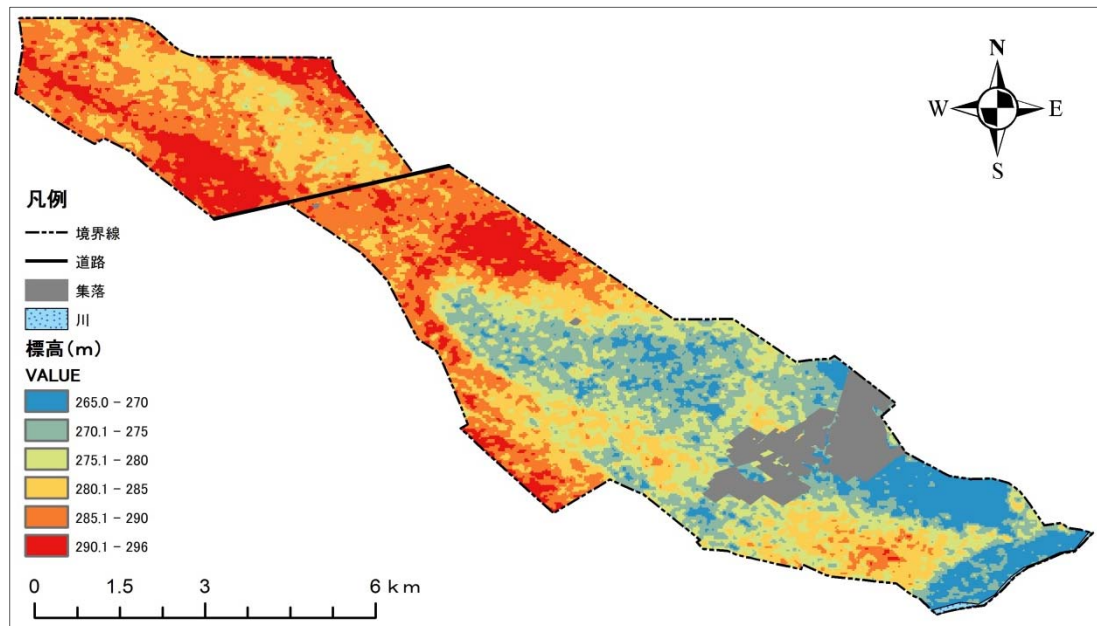 N
W E
S
凡例
境界線
道路
集落
川
標高(m)
VALUE
265.0 - 270
270.1 - 275
275.1 - 280
280.1 - 285
285.1 - 290
290.1 - 296
0 1.5 3 6 km